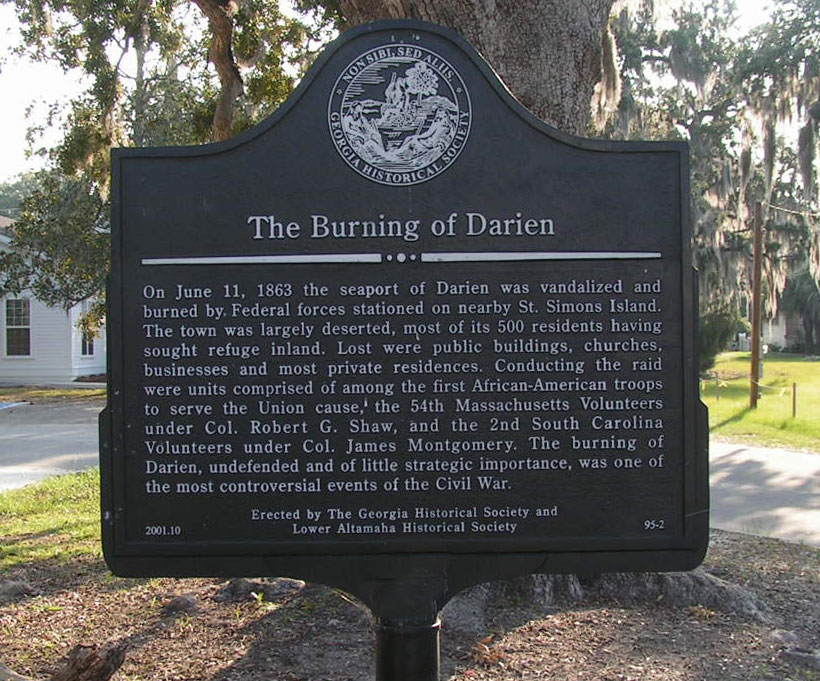 NON SIBI, SED ALIIS.
GEORGIA HISTORICAL SOCIETY
The Burning of Darien
On June 11, 1863 the seaport of Darien was vandalized and
burned by Federal forces stationed on nearby St. Simons Island.
The town was largely deserted, most of its 500 residents having
sought refuge inland. Lost were public buildings, churches,
businesses and most private residences. Conducting the raid
were units comprised of among the first African-American troops
to serve the Union cause, the 54th Massachusetts Volunteers
under Col. Robert G. Shaw, and the 2nd South Carolina
Volunteers under Col. James Montgomery. The burning of
Darien, undefended and of little strategic importance, was one of
the most controversial events of the Civil War.
Erected by The Georgia Historical Society and
Lower Altamaha Historical Society
2001.10
95-2